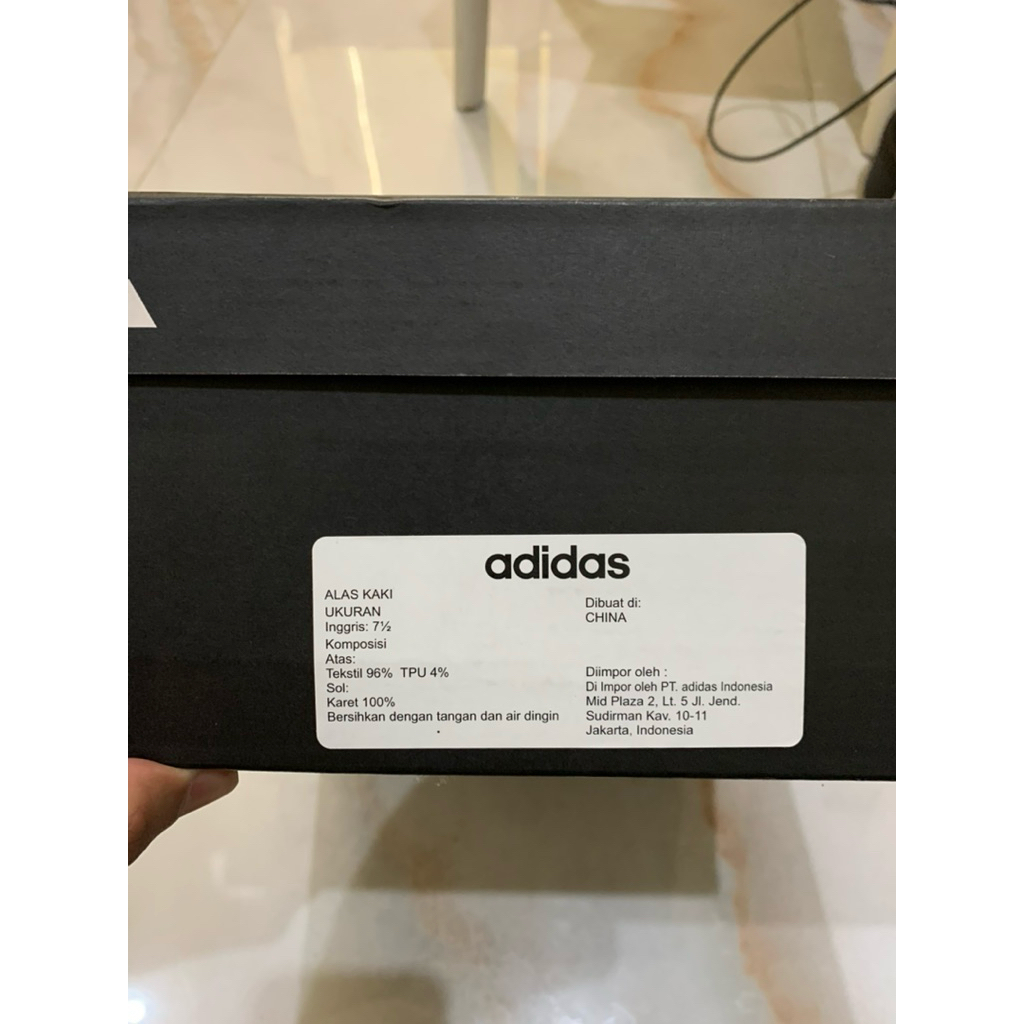 adidas
ALAS KAKI
UKURAN
Inggris: 7½
Komposisi
Atas:
Tekstil 96% TPU 4%
Sol:
Karet 100%
Bersihkan dengan tangan dan air dingin
Dibuat di:
CHINA
Diimpor oleh :
Di Impor oleh PT. adidas Indonesia
Mid Plaza 2, Lt. 5 Jl. Jend.
Sudirman Kav. 10-11
Jakarta, Indonesia